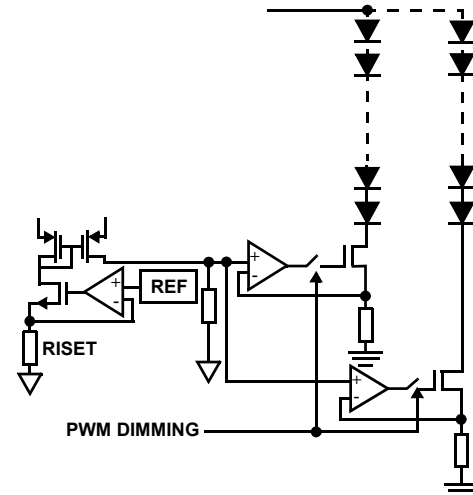 +
-
REF
+
-
RISET
+
-
PWM DIMMING